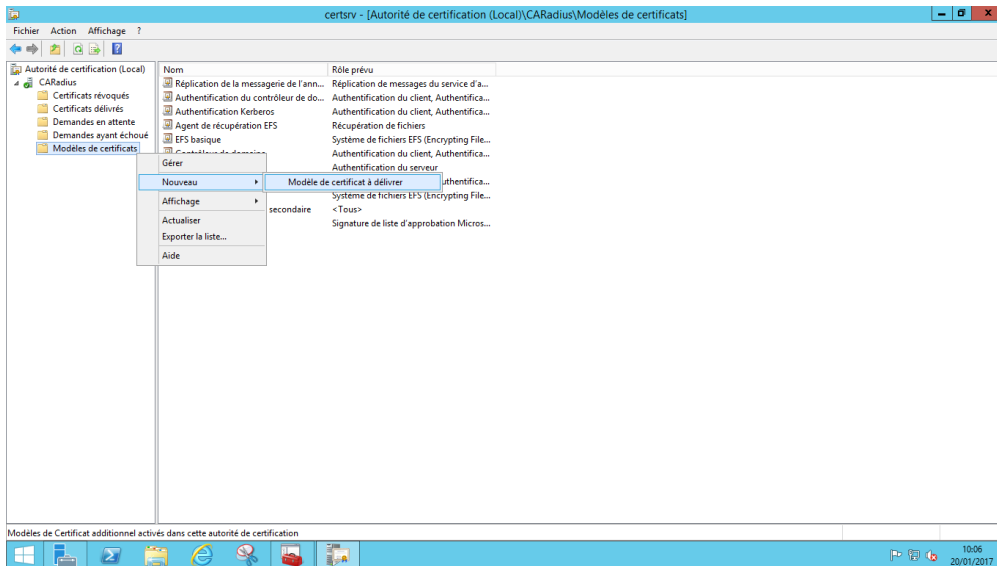 certsrv - [Autorité de certification (Local)\CARadius\Modèles de certificats]
Fichier Action Affichage ?
Autorité de certification (Local)
CARadius
Certificats révoqués
Certificats délivrés
Demandes en attente
Demandes ayant échoué
Modèles de certificats
Nom Rôle prévu
Réplication de la messagerie de l'ann... Réplication de messages du service d'a...
Authentification du contrôleur de do... Authentification du client, Authentifica...
Authentification Kerberos Authentification du client, Authentifica...
Agent de récupération EFS Récupération de fichiers
EFS basique Système de fichiers EFS (Encrypting File...
Contrôleur de domaine Authentification du client, Authentifica...
Authentification du serveur
uthentifica...
Système de fichiers EFS (Encrypting File...
secondaire <Tous>
Signature de liste d'approbation Micros...
Gérer
Nouveau
Modèle de certificat à délivrer
Affichage
Actualiser
Exporter la liste...
Aide
Modèles de Certificat additionnel activés dans cette autorité de certification
10:06
20/01/2017